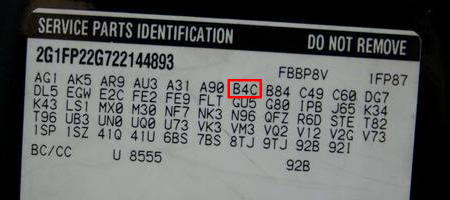 SERVICE PARTS IDENTIFICATION DO NOT REMOVE
2G1FP22G722144893 FBBP8V 1FP87
AG1 AK5 AR9 AU3 A31 A90 B4C B84 C49 C60 DG7
DL5 EGW E2C FE2 FE9 FLT GU5 G80 IPB J65 K34
K43 LS1 MX0 M30 NF7 NK3 N96 QFZ R6D STE T82
T96 UB3 UN0 UQ0 U73 VK3 VM3 VQ2 V12 V2G V73
1SP 1SZ 41Q 41U 6BS 7BS 8TJ 9TJ 92B 92I
BC/CC U 8555 92B